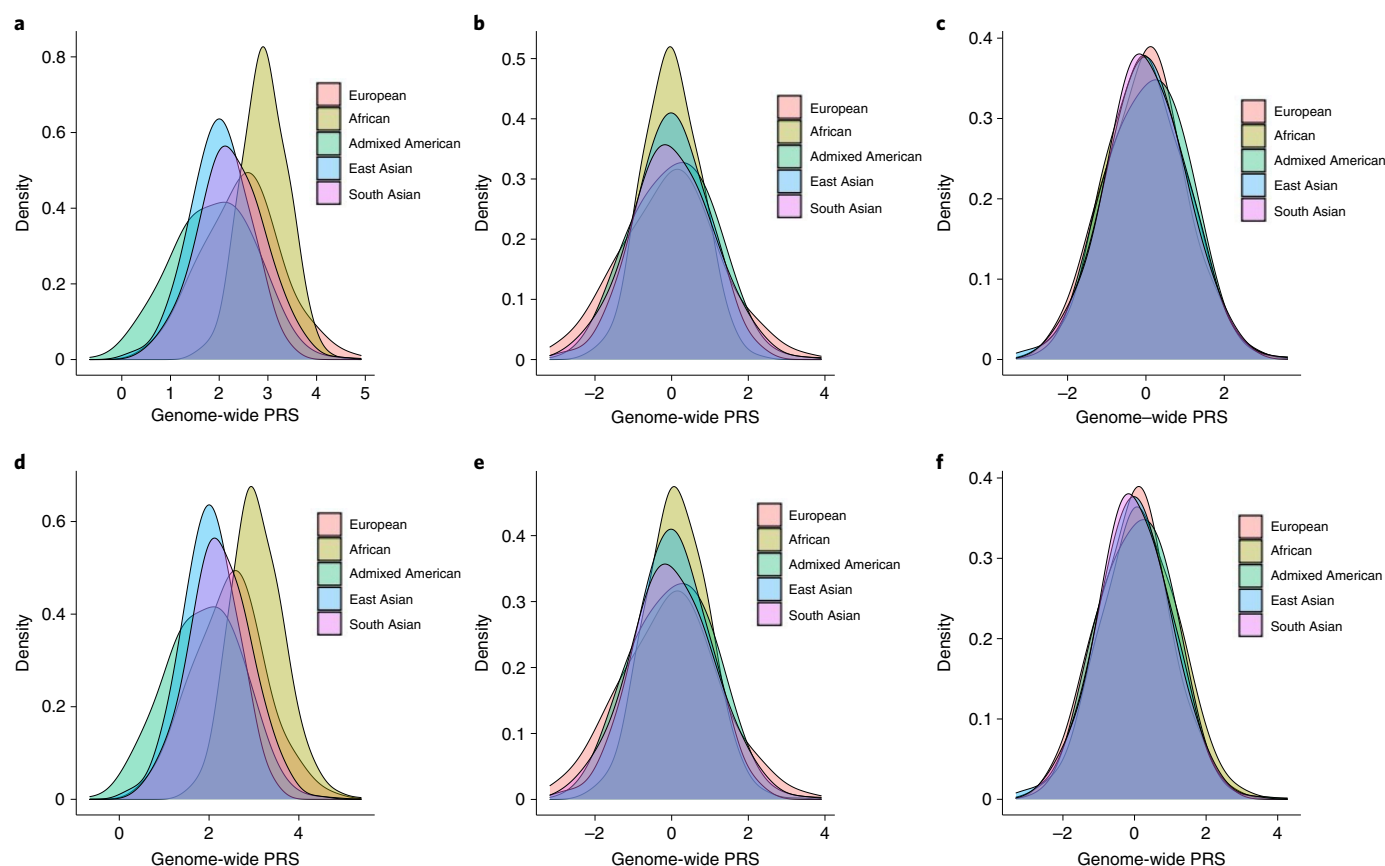 a
0.8
0.6
0.4
0.2
0
Density
0 1 2 3 4 5
Genome-wide PRS
European
African
Admixed American
East Asian
South Asian
b
0.5
0.4
0.3
0.2
0.1
0
Density
–2 0 2 4
Genome-wide PRS
European
African
Admixed American
East Asian
South Asian
c
0.4
0.3
0.2
0.1
0
Density
–2 0 2
Genome–wide PRS
European
African
Admixed American
East Asian
South Asian
d
0.6
0.4
0.2
0
Density
0 2 4
Genome-wide PRS
European
African
Admixed American
East Asian
South Asian
e
0.4
0.3
0.2
0.1
0
Density
–2 0 2 4
Genome-wide PRS
European
African
Admixed American
East Asian
South Asian
f
0.4
0.3
0.2
0.1
0
Density
–2 0 2 4
Genome-wide PRS
European
African
Admixed American
East Asian
South Asian